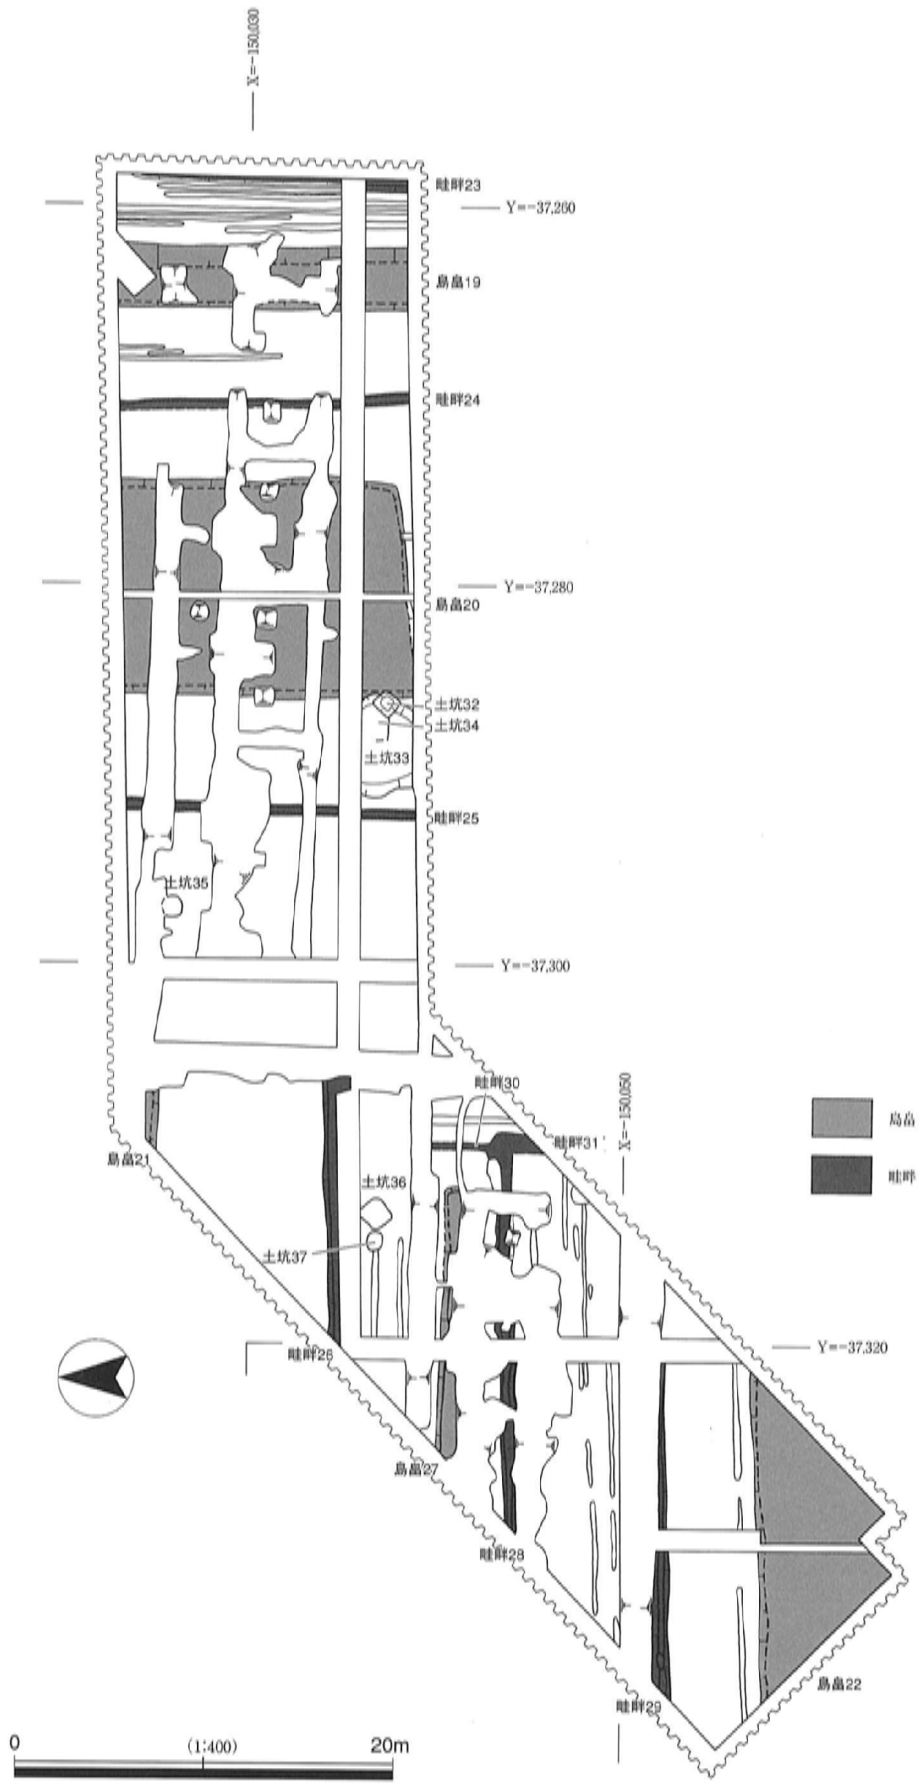 X=-150,030
畦畔23
Y=-37,260
島畠19
畦畔24
Y=-37,280
島畠20
土坑32
土坑34
土坑33
畦畔25
土坑35
Y=-37,300
畦畔30
X=-150,050
島畠
畦畔31
島畠21
畦畔
土坑36
土坑37
Y=-37,320
畦畔26
島畠27
畦畔28
島畠22
畦畔29
0
(1:400)
20m